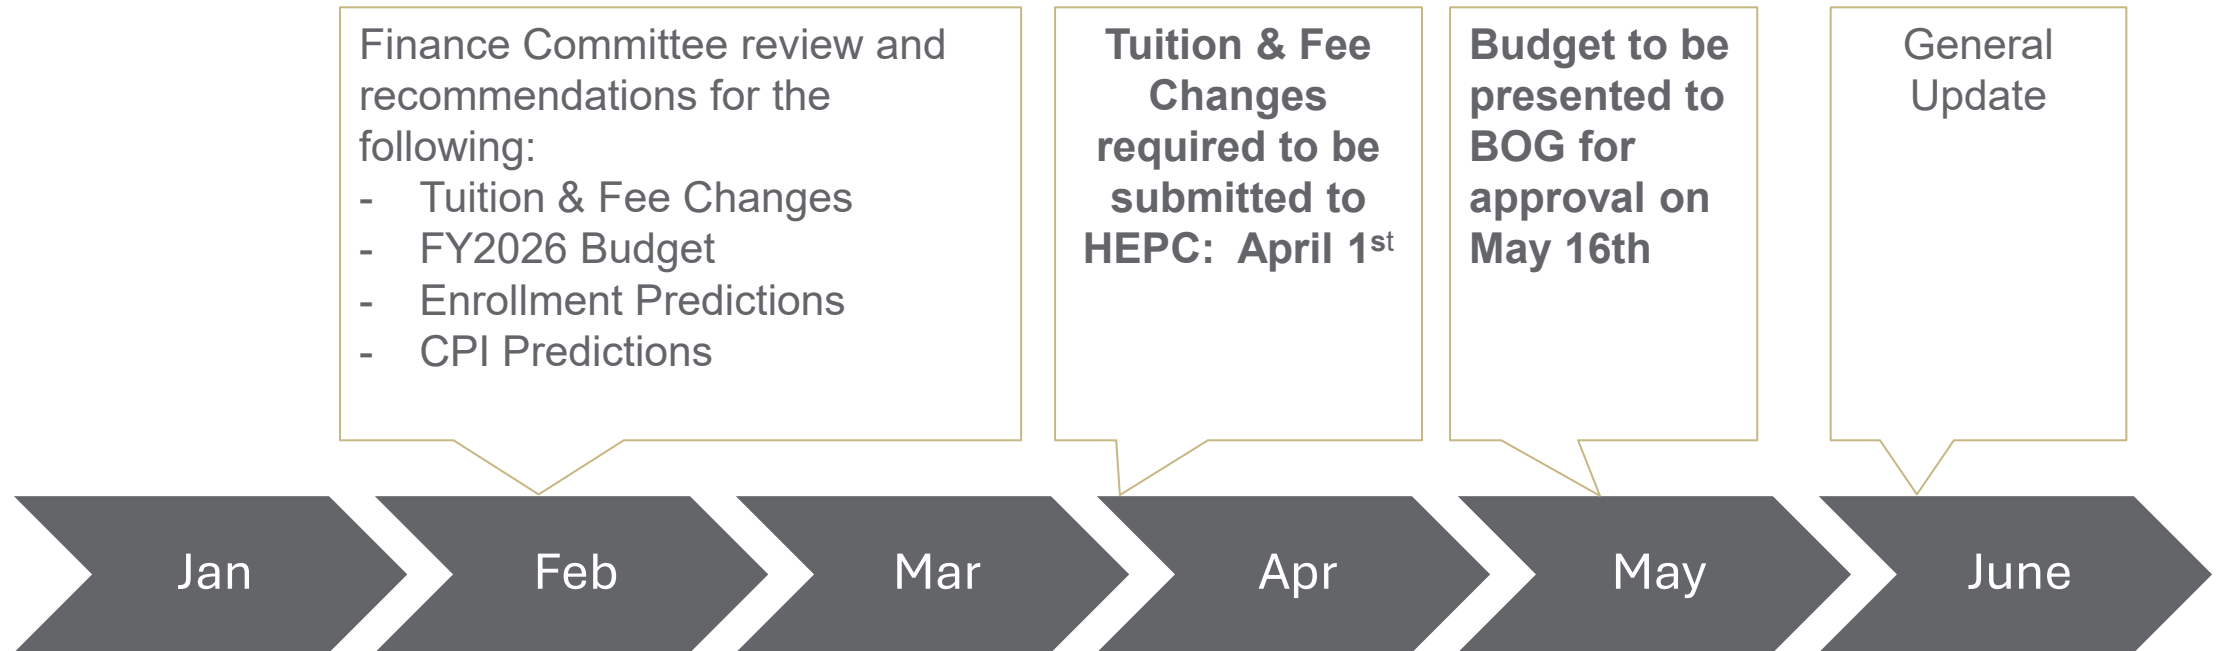 Finance Committee review and
recommendations for the
following:
- Tuition & Fee Changes
- FY2026 Budget
- Enrollment Predictions
- CPI Predictions
Tuition & Fee
Changes
required to be
submitted to
HEPC:  April 1st
Budget to be
presented to
BOG for
approval on
May 16th
General
Update
Jan
Feb
Mar
Apr
May
June